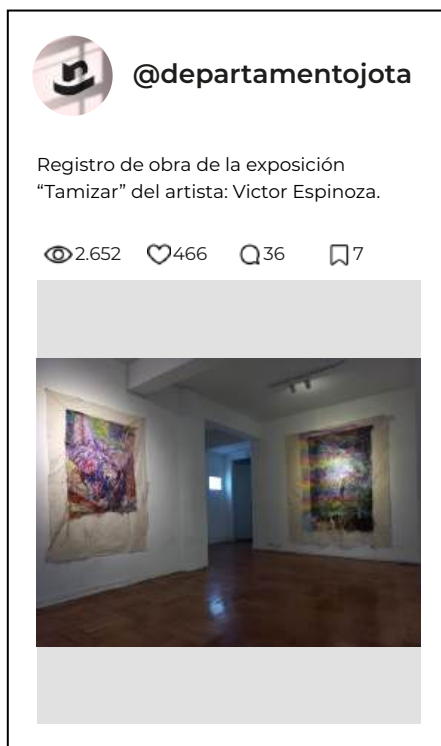 @departamentojota
Registro de obra de la exposición
“Tamizar” del artista: Victor Espinoza.
2.652 466 36 7